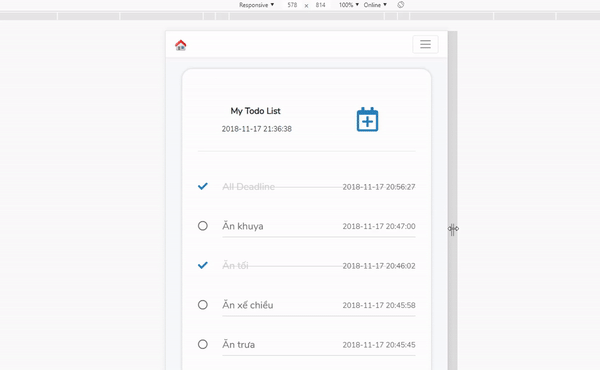 Responsive ▼ 578 × 814 100% ▼ Online ▼
My Todo List
2018-11-17 21:36:38
All Deadline 2018-11-17 20:56:27
Ăn khuya 2018-11-17 20:47:00
Ăn tối 2018-11-17 20:46:02
Ăn xế chiều 2018-11-17 20:45:58
Ăn trưa 2018-11-17 20:45:45